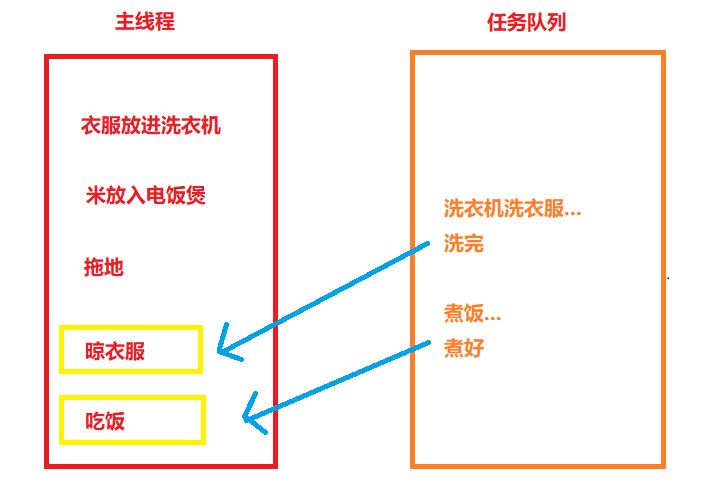 主线程
衣服放进洗衣机
米放入电饭煲
拖地
晾衣服
吃饭
任务队列
洗衣机洗衣服...
洗完
煮饭...
煮好